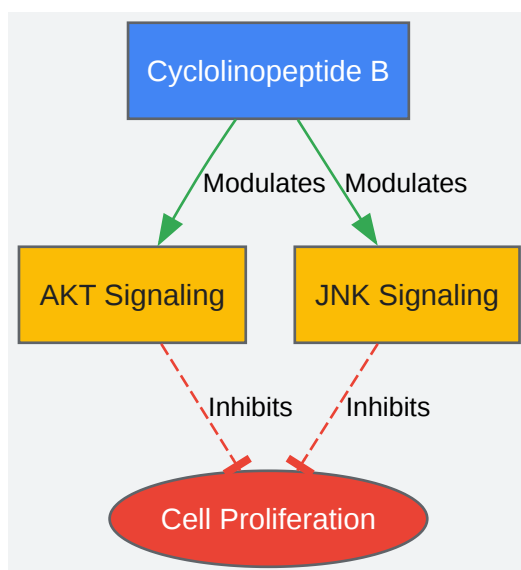 Cyclolinopeptide B
Modulates Modulates
AKT Signaling
JNK Signaling
Inhibits Inhibits
Cell Proliferation